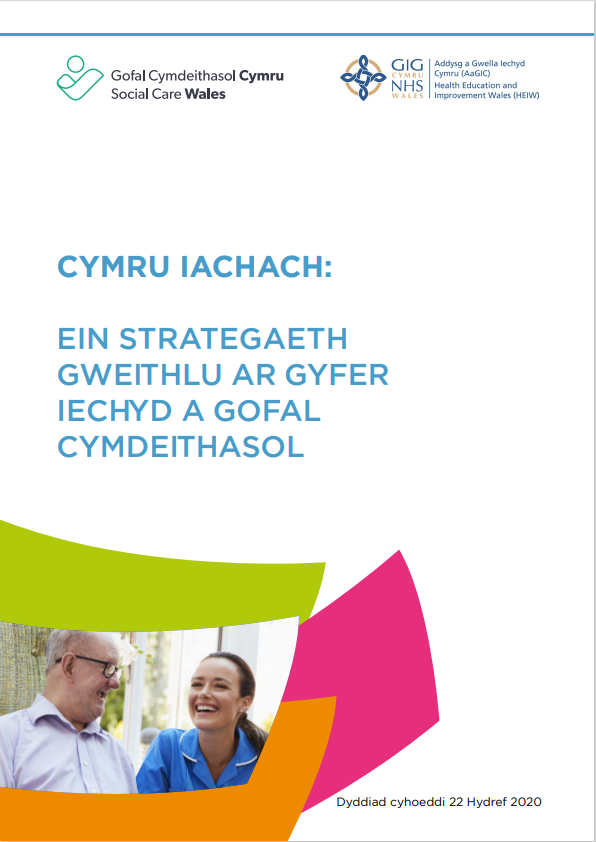 Gofal Cymdeithasol Cymru
Social Care Wales
GIG
CYMRU
NHS
WALES
Addysg a Gwella Iechyd
Cymru (AaGIC)
Health Education and
Improvement Wales (HEIW)
CYMRU IACHACH:
EIN STRATEGAETH
GWEITHLU AR GYFER
IECHYD A GOFAL
CYMDEITHASOL
Dyddiad cyhoeddi 22 Hydref 2020